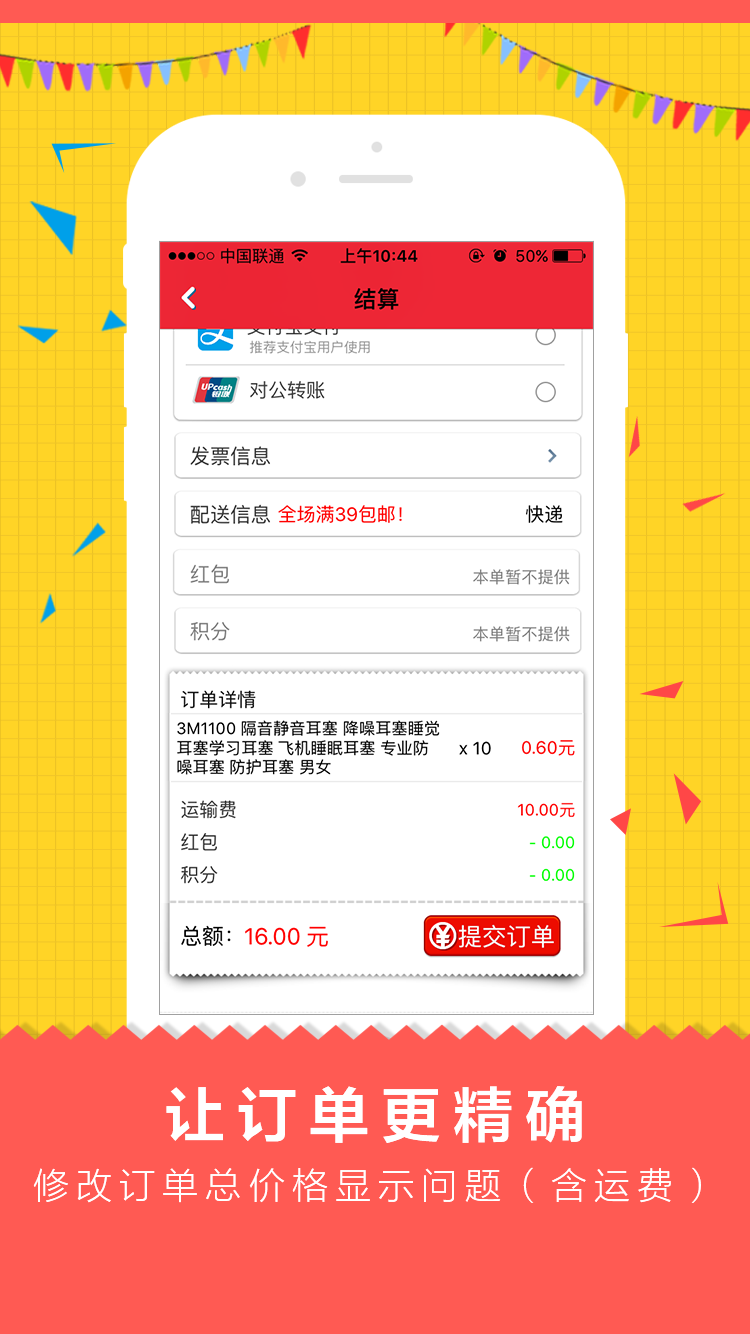 中国联通 上午10:44 50%
结算
支付宝支付
推荐支付宝用户使用
UPcash 银联 对公转账
发票信息
配送信息 全场满39包邮! 快递
红包 本单暂不提供
积分 本单暂不提供
订单详情
3M1100 隔音静音耳塞 降噪耳塞睡觉
耳塞学习耳塞 飞机睡眠耳塞 专业防 x 10 0.60元
噪耳塞 防护耳塞 男女
运输费 10.00元
红包 - 0.00
积分 - 0.00
总额: 16.00 元 ¥提交订单
让订单更精确
修改订单总价格显示问题(含运费)